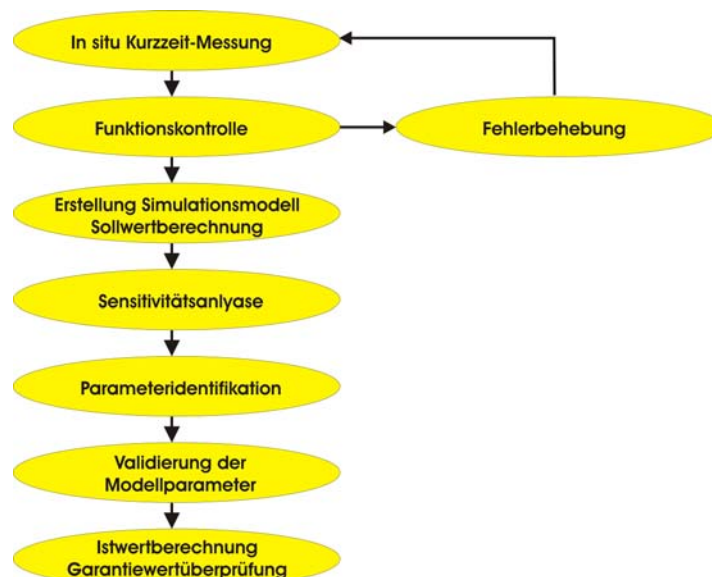 In situ Kurzzeit-Messung
Funktionskontrolle
Fehlerbehebung
Erstellung Simulationsmodell
Sollwertberechnung
Sensitivitätsanlyase
Parameteridentifikation
Validierung der
Modellparameter
Istwertberechnung
Garantiewertüberprüfung